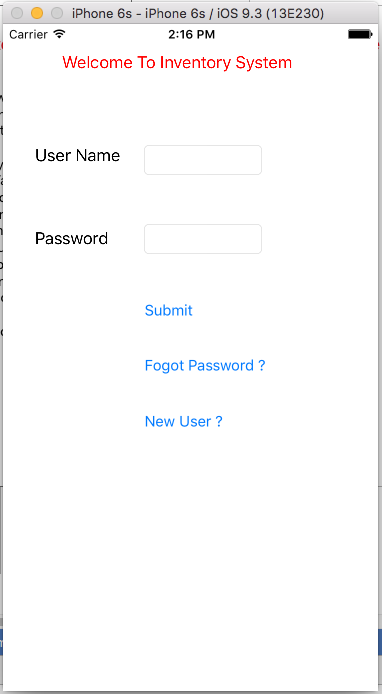 iPhone 6s - iPhone 6s / iOS 9.3 (13E230)
Carrier 2:16 PM
Welcome To Inventory System
User Name
Password
Submit
Fogot Password ?
New User ?